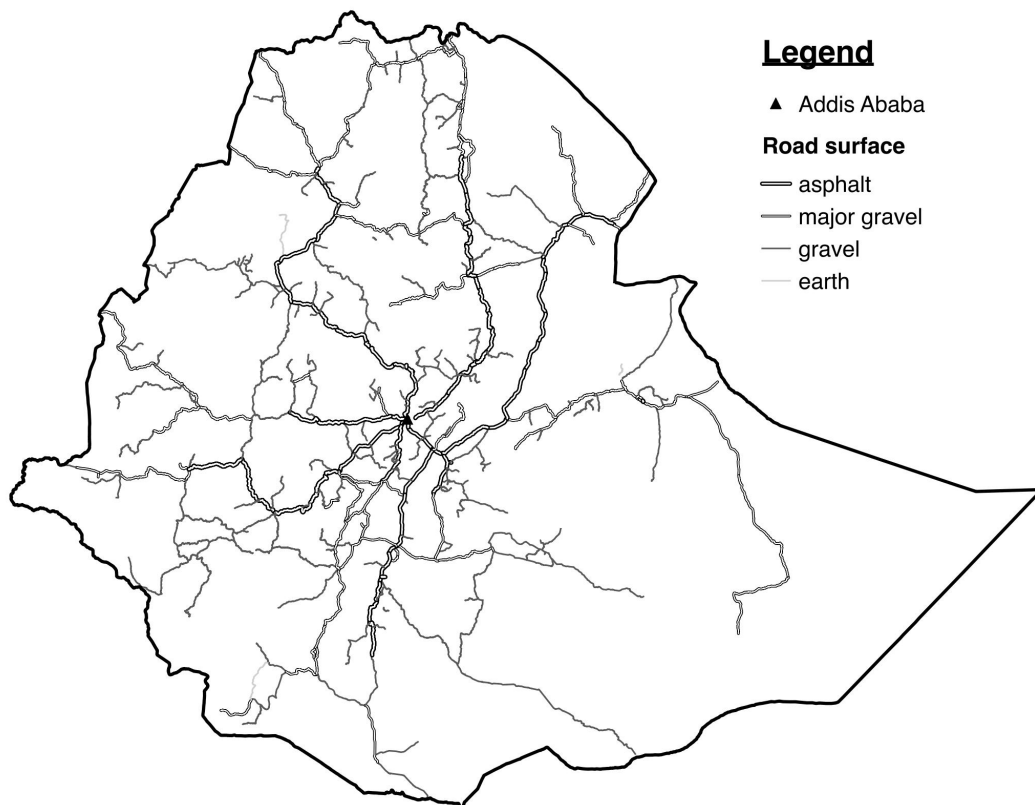 Legend
Addis Ababa
Road surface
asphalt
major gravel
gravel
earth